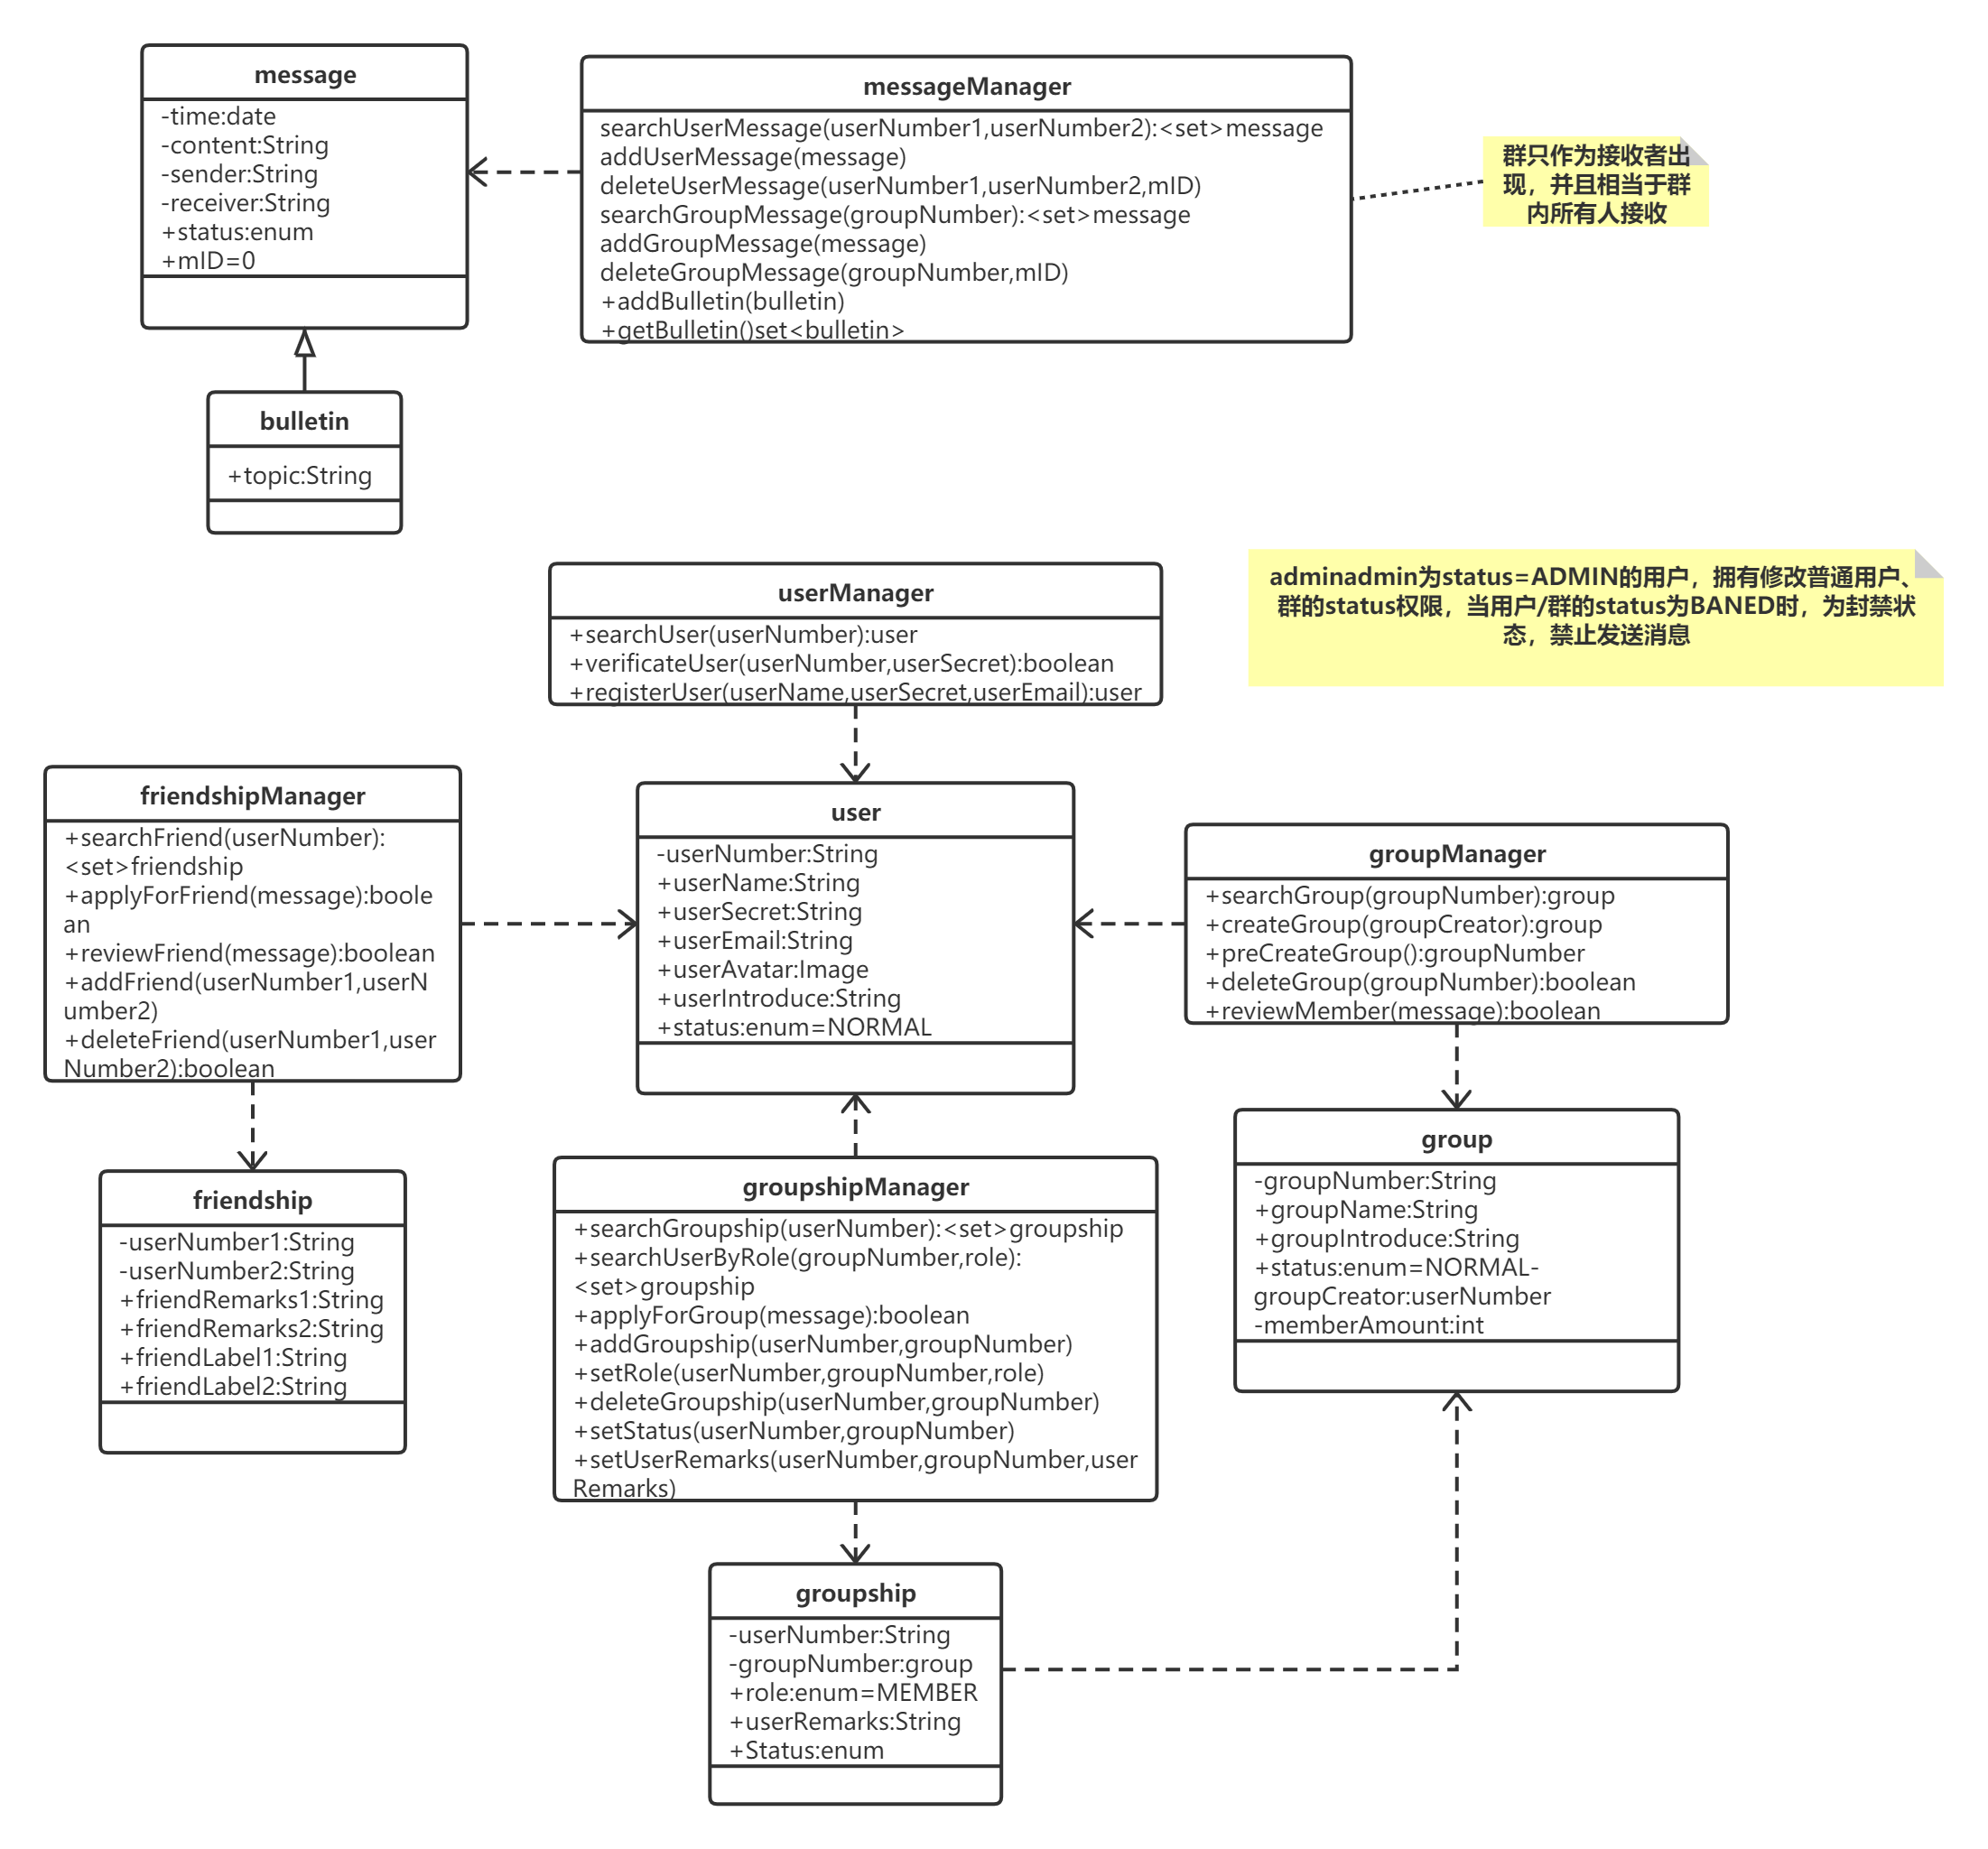 message
-time:date
-content:String
-sender:String
-receiver:String
+status:enum
+mID=0
messageManager
searchUserMessage(userNumber1,userNumber2):<set>message
addUserMessage(message)
deleteUserMessage(userNumber1,userNumber2,mID)
searchGroupMessage(groupNumber):<set>message
addGroupMessage(message)
deleteGroupMessage(groupNumber,mID)
+addBulletin(bulletin)
+getBulletin()set<bulletin>
群只作为接收者出
现，并且相当于群
内所有人接收
bulletin
+topic:String
userManager
+searchUser(userNumber):user
+verificateUser(userNumber,userSecret):boolean
+registerUser(userName,userSecret,userEmail):user
adminadmin为status=ADMIN的用户，拥有修改普通用户、
群的status权限，当用户/群的status为BANED时，为封禁状
态，禁止发送消息
friendshipManager
+searchFriend(userNumber):
<set>friendship
+applyForFriend(message):boole
an
+reviewFriend(message):boolean
+addFriend(userNumber1,userN
umber2)
+deleteFriend(userNumber1,user
Number2):boolean
user
-userNumber:String
+userName:String
+userSecret:String
+userEmail:String
+userAvatar:Image
+userIntroduce:String
+status:enum=NORMAL
groupManager
+searchGroup(groupNumber):group
+createGroup(groupCreator):group
+preCreateGroup():groupNumber
+deleteGroup(groupNumber):boolean
+reviewMember(message):boolean
friendship
-userNumber1:String
-userNumber2:String
+friendRemarks1:String
+friendRemarks2:String
+friendLabel1:String
+friendLabel2:String
groupshipManager
+searchGroupship(userNumber):<set>groupship
+searchUserByRole(groupNumber,role):
<set>groupship
+applyForGroup(message):boolean
+addGroupship(userNumber,groupNumber)
+setRole(userNumber,groupNumber,role)
+deleteGroupship(userNumber,groupNumber)
+setStatus(userNumber,groupNumber)
+setUserRemarks(userNumber,groupNumber,user
Remarks)
group
-groupNumber:String
+groupName:String
+groupIntroduce:String
+status:enum=NORMAL-
groupCreator:userNumber
-memberAmount:int
groupship
-userNumber:String
-groupNumber:group
+role:enum=MEMBER
+userRemarks:String
+Status:enum